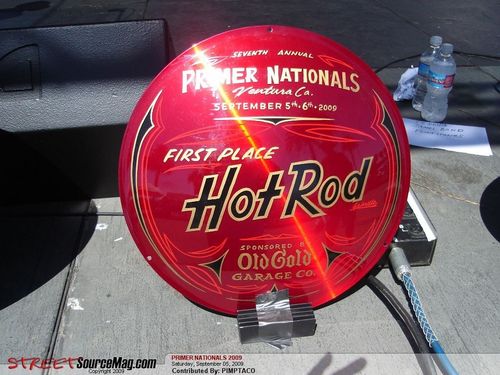 SEVENTH ANNUAL
PRIMER NATIONALS
Ventura Ca.
SEPTEMBER 5th - 6th - 2009
FIRST PLACE
Hot Rod
SPONSORED BY
Old Gold
GARAGE CO.
STREETSourceMag.com
Copyright 2009
PRIMER NATIONALS 2009
Saturday, September 05, 2009
Contributed By: PIMPTACO